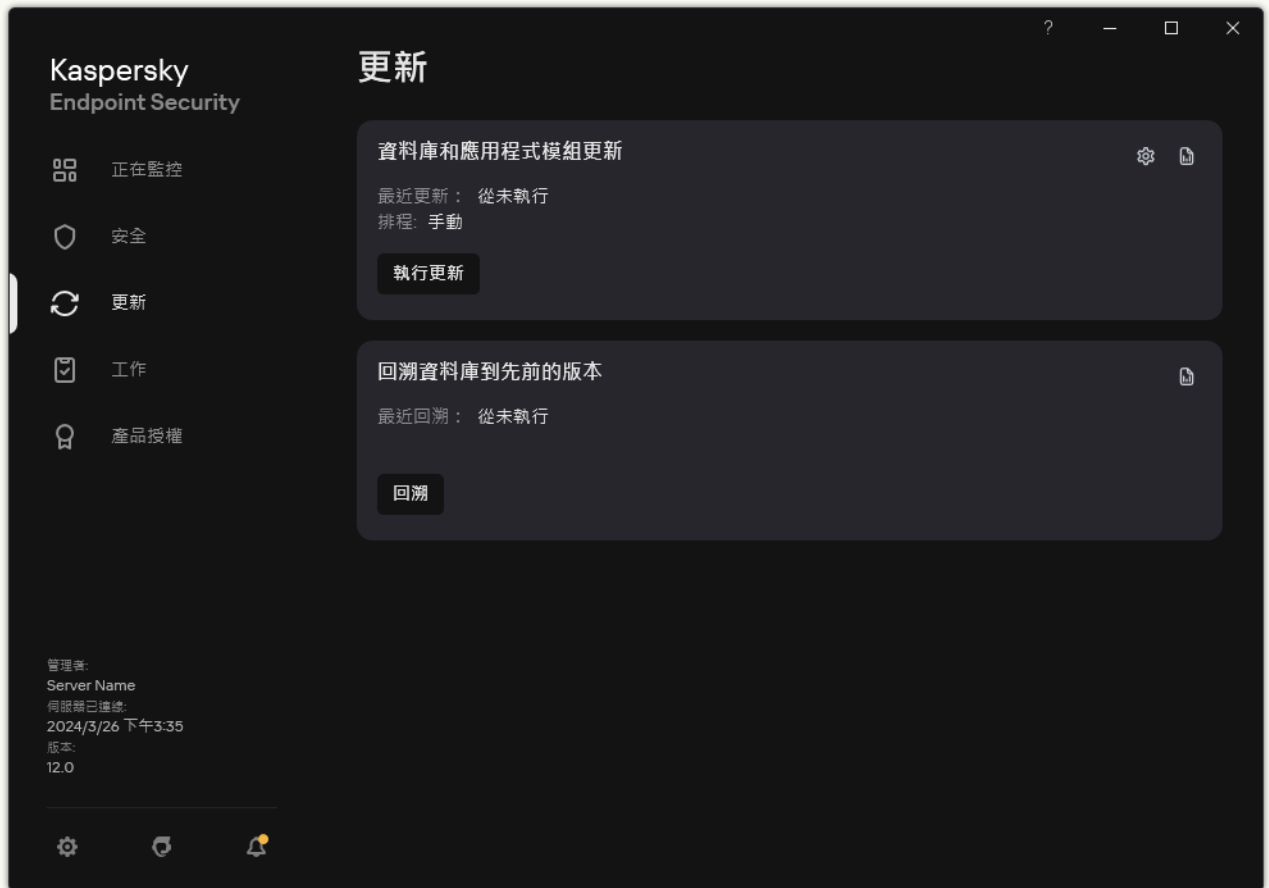 ?
Kaspersky
Endpoint Security
正在監控
安全
更新
工作
產品授權
管理者:
Server Name
伺服器已連線:
2024/3/26 下午3:35
版本:
12.0
更新
資料庫和應用程式模組更新
最近更新： 從未執行
排程: 手動
執行更新
回溯資料庫到先前的版本
最近回溯： 從未執行
回溯